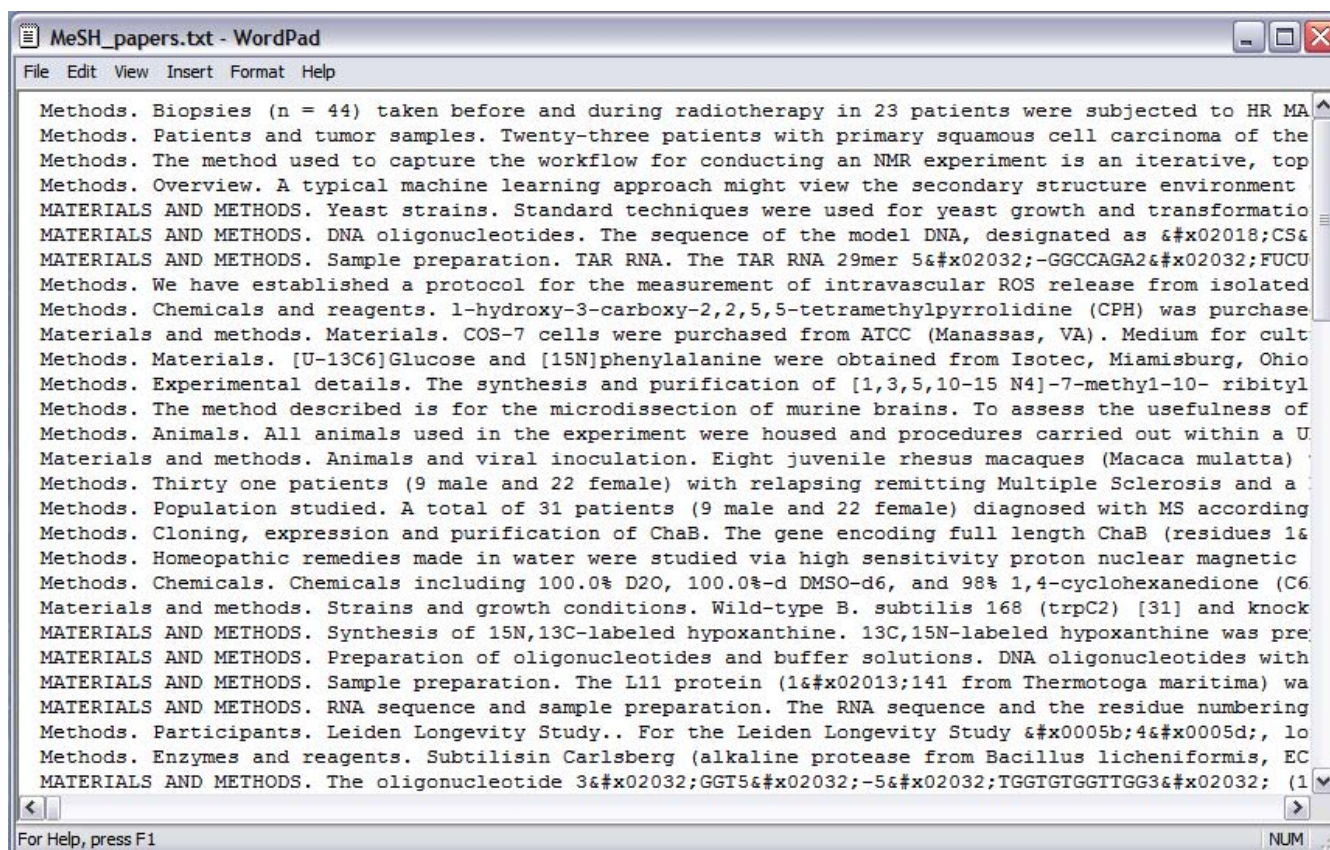 MeSH_papers.txt - WordPad
File Edit View Insert Format Help
Methods. Biopsies (n = 44) taken before and during radiotherapy in 23 patients were subjected to HR MA
Methods. Patients and tumor samples. Twenty-three patients with primary squamous cell carcinoma of the
Methods. The method used to capture the workflow for conducting an NMR experiment is an iterative, top
Methods. Overview. A typical machine learning approach might view the secondary structure environment
MATERIALS AND METHODS. Yeast strains. Standard techniques were used for yeast growth and transformatio
MATERIALS AND METHODS. DNA oligonucleotides. The sequence of the model DNA, designated as &#x02018;CS&
MATERIALS AND METHODS. Sample preparation. TAR RNA. The TAR RNA 29mer 5&#x02032;-GGCCAGA2&#x02032;FUCU
Methods. We have established a protocol for the measurement of intravascular ROS release from isolated
Methods. Chemicals and reagents. 1-hydroxy-3-carboxy-2,2,5,5-tetramethylpyrrolidine (CPH) was purchase
Materials and methods. Materials. COS-7 cells were purchased from ATCC (Manassas, VA). Medium for cult
Methods. Materials. [U-13C6]Glucose and [15N]phenylalanine were obtained from Isotec, Miamisburg, Ohio
Methods. Experimental details. The synthesis and purification of [1,3,5,10-15 N4]-7-methy1-10- ribityl
Methods. The method described is for the microdissection of murine brains. To assess the usefulness of
Methods. Animals. All animals used in the experiment were housed and procedures carried out within a U
Materials and methods. Animals and viral inoculation. Eight juvenile rhesus macaques (Macaca mulatta)
Methods. Thirty one patients (9 male and 22 female) with relapsing remitting Multiple Sclerosis and a
Methods. Population studied. A total of 31 patients (9 male and 22 female) diagnosed with MS according
Methods. Cloning, expression and purification of ChaB. The gene encoding full length ChaB (residues 1&
Methods. Homeopathic remedies made in water were studied via high sensitivity proton nuclear magnetic
Methods. Chemicals. Chemicals including 100.0% D2O, 100.0%-d DMSO-d6, and 98% 1,4-cyclohexanedione (C6
Materials and methods. Strains and growth conditions. Wild-type B. subtilis 168 (trpC2) [31] and knock
MATERIALS AND METHODS. Synthesis of 15N,13C-labeled hypoxanthine. 13C,15N-labeled hypoxanthine was pre
MATERIALS AND METHODS. Preparation of oligonucleotides and buffer solutions. DNA oligonucleotides with
MATERIALS AND METHODS. Sample preparation. The L11 protein (1&#x02013;141 from Thermotoga maritima) wa
MATERIALS AND METHODS. RNA sequence and sample preparation. The RNA sequence and the residue numbering
Methods. Participants. Leiden Longevity Study.. For the Leiden Longevity Study &#x0005b;4&#x0005d;, lo
Methods. Enzymes and reagents. Subtilisin Carlsberg (alkaline protease from Bacillus licheniformis, EC
MATERIALS AND METHODS. The oligonucleotide 3&#x02032;GGT5&#x02032;-5&#x02032;TGGTGTGGTTGG3&#x02032; (1
For Help, press F1
NUM